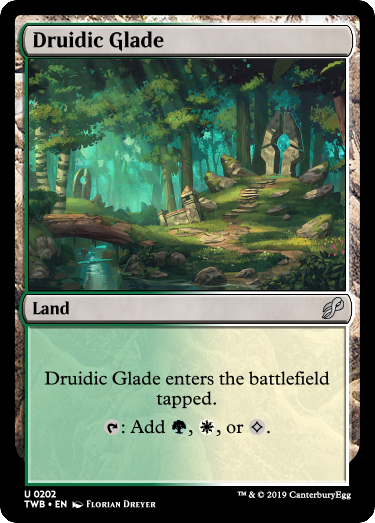 Druidic Glade
Land
Druidic Glade enters the battlefield
tapped.
: Add , , or .
U 0202
TWB • EN Florian Dreyer
™ & © 2019 CanterburyEgg